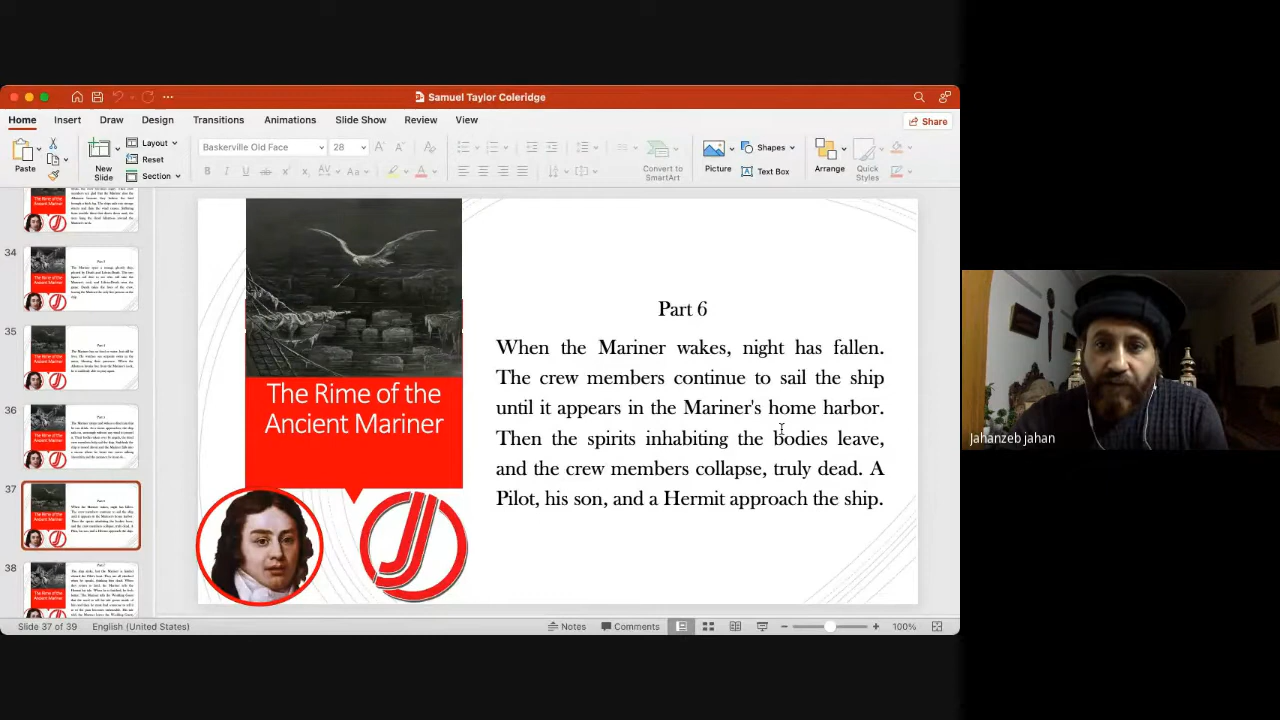 Samuel Taylor Coleridge
Home Insert Draw Design Transitions Animations Slide Show Review View Share
Paste
New
Slide
Layout
Reset
Section
Baskerville Old Face 28
Convert to
SmartArt
Picture
Shapes
Text Box
Arrange
Quick
Styles
34
35
36
37
38
The Rime of the
Ancient Mariner
Part 6
When the Mariner wakes, night has fallen.
The crew members continue to sail the ship
until it appears in the Mariner's home harbor.
Then the spirits inhabiting the bodies leave,
and the crew members collapse, truly dead. A
Pilot, his son, and a Hermit approach the ship.
Jahanzeb jahan
Slide 37 of 39 English (United States) Notes Comments 100%